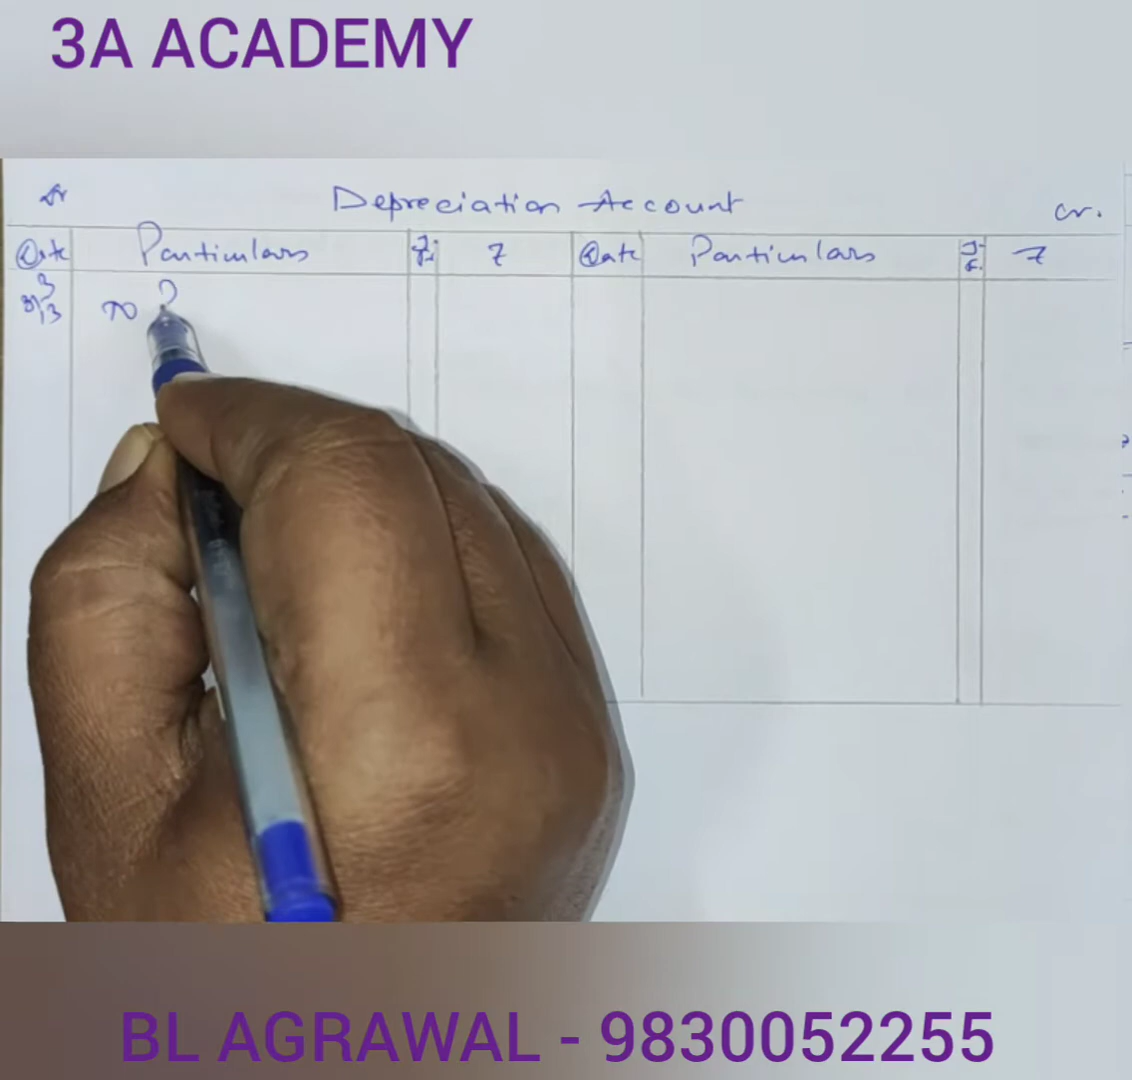 3A ACADEMY
Dr Depreciation Account Cr.
Date Particulars J.F. ₹ Date Particulars J.F. ₹
31/3 To
BL AGRAWAL - 9830052255